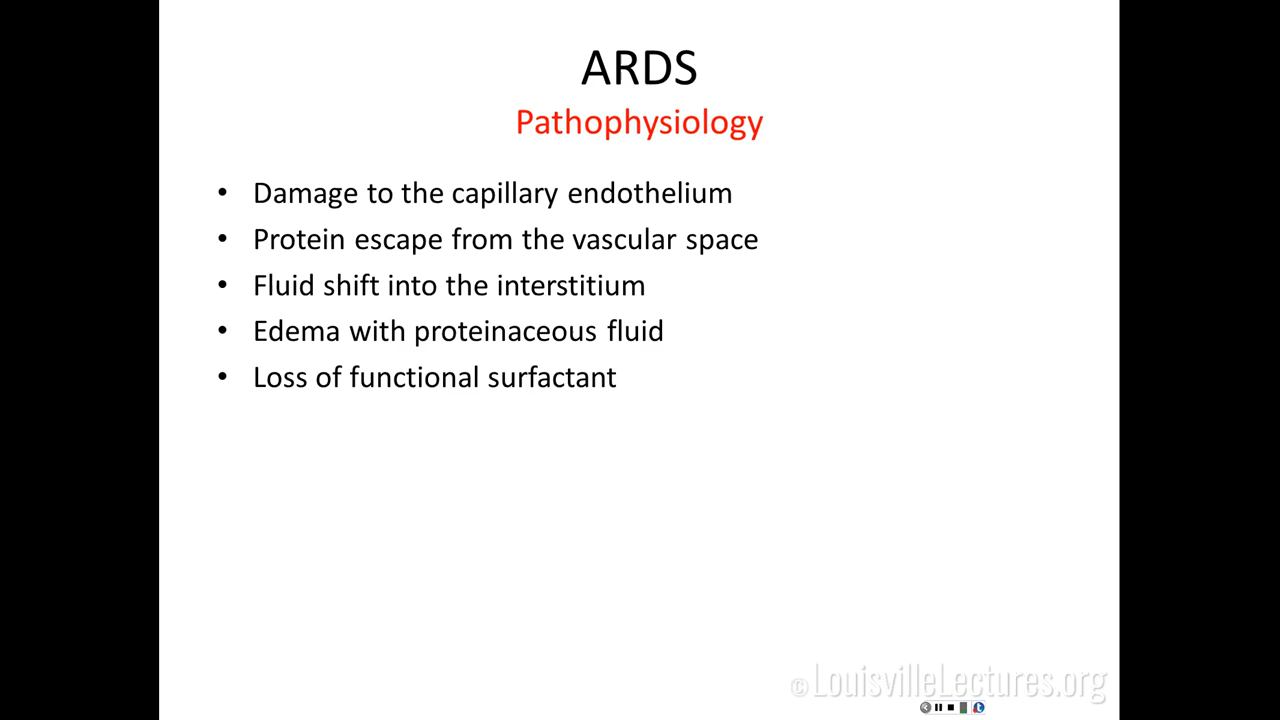 ARDS
Pathophysiology
• Damage to the capillary endothelium
• Protein escape from the vascular space
• Fluid shift into the interstitium
• Edema with proteinaceous fluid
• Loss of functional surfactant
© LouisvilleLectures.org